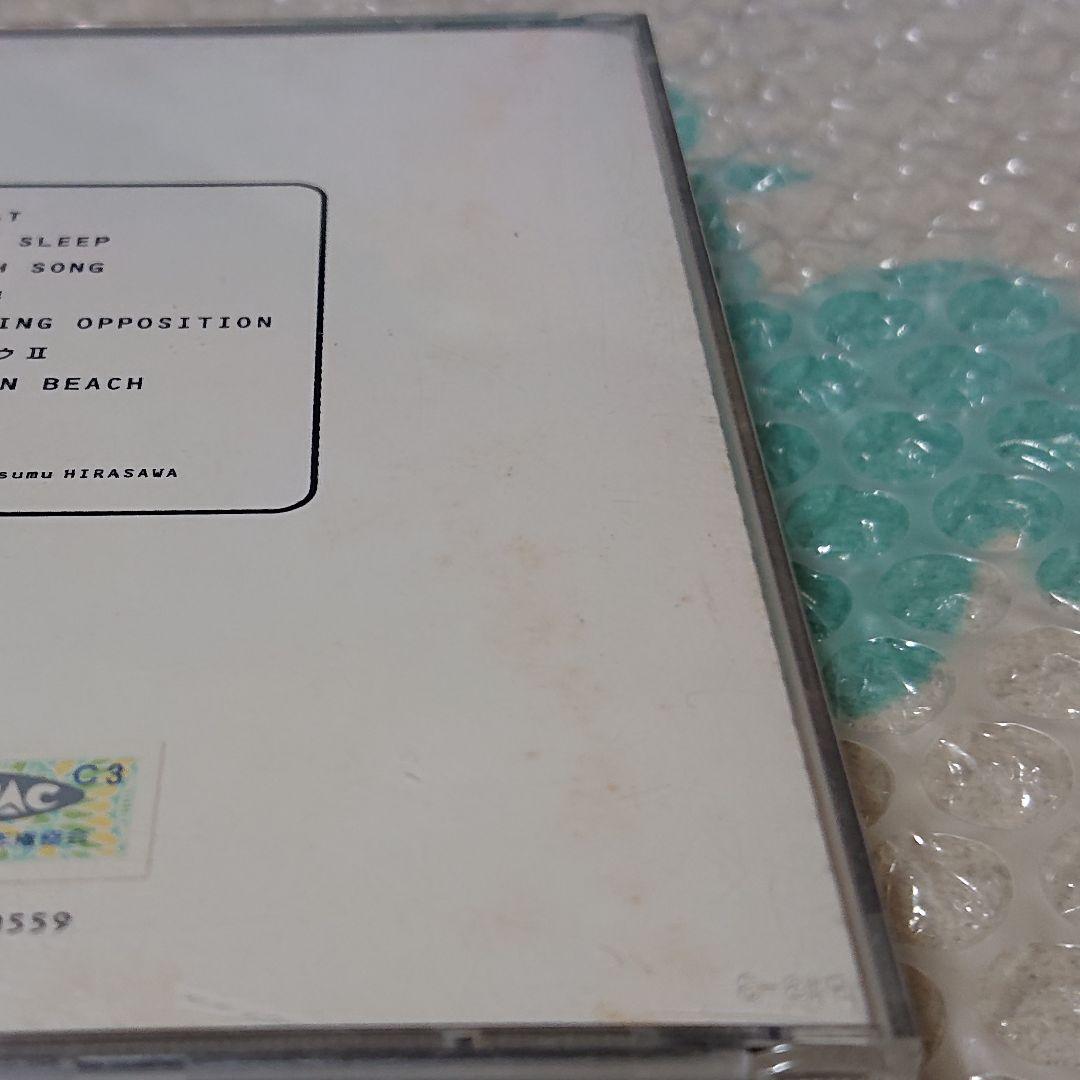 SLEEP
SONG
ING OPPOSITION
ウⅡ
N BEACH
sumu HIRASAWA
C3
AC
559